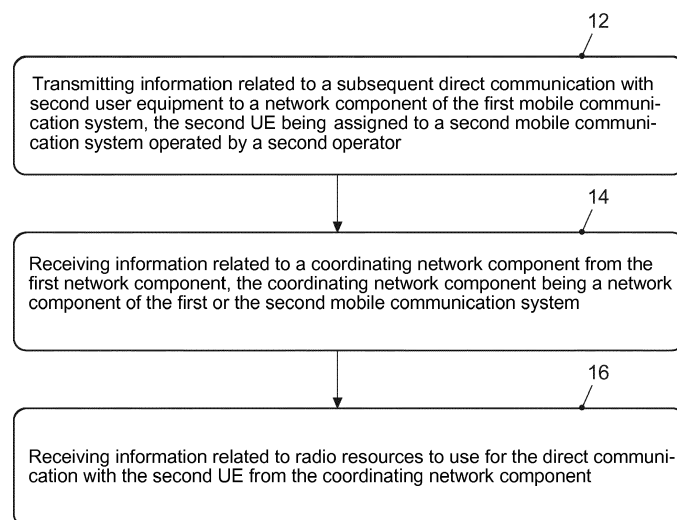 12
Transmitting information related to a subsequent direct communication with
second user equipment to a network component of the first mobile communi-
cation system, the second UE being assigned to a second mobile communi-
cation system operated by a second operator
14
Receiving information related to a coordinating network component from the
first network component, the coordinating network component being a network
component of the first or the second mobile communication system
16
Receiving information related to radio resources to use for the direct communi-
cation with the second UE from the coordinating network component